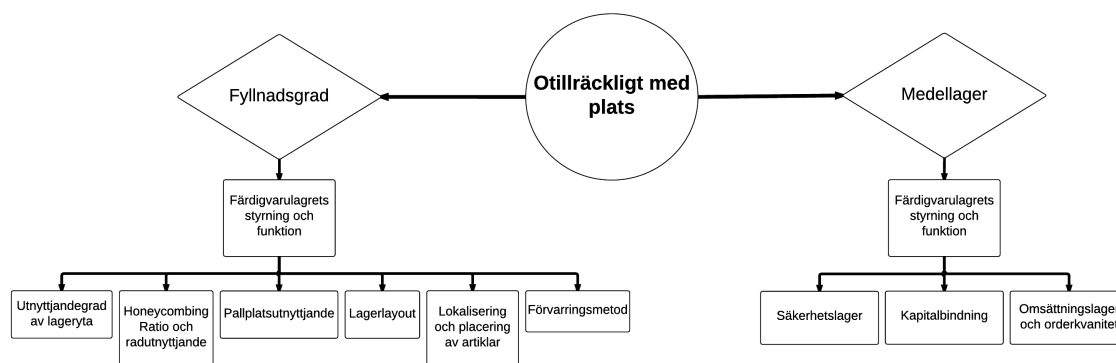 Otillräckligt med
plats
Fyllnadsgrad
Medellager
Färdigvarulagrets
styrning och
funktion
Färdigvarulagrets
styrning och
funktion
Utnyttjandegrad
av lageryta
Honeycombing
Ratio och
radutnyttjande
Pallplatsutnyttjande
Lagerlayout
Lokalisering
och placering
av artiklar
Förvarringsmetod
Säkerhetslager
Kapitalbindning
Omsättningslager
och orderkvanitet